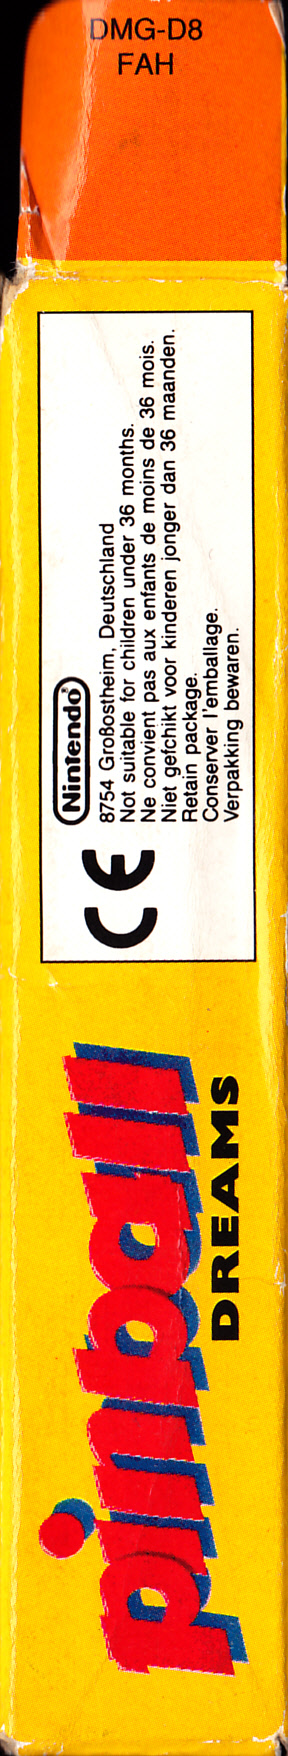 DMG-D8
FAH
Nintendo®
8754 Großostheim, Deutschland
Not suitable for children under 36 months.
Ne convient pas aux enfants de moins de 36 mois.
Niet gefchikt voor kinderen jonger dan 36 maanden.
Retain package.
Conserver l'emballage.
Verpakking bewaren.
CE
pinball
DREAMS